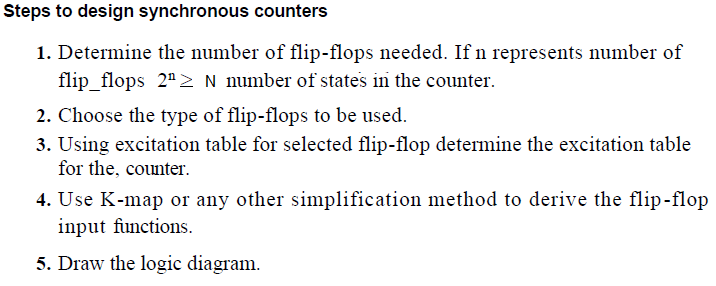 Steps to design synchronous counters
1. Determine the number of flip-flops needed. If n represents number of
flip_flops 2ⁿ ≥ N number of states in the counter.
2. Choose the type of flip-flops to be used.
3. Using excitation table for selected flip-flop determine the excitation table
for the, counter.
4. Use K-map or any other simplification method to derive the flip-flop
input functions.
5. Draw the logic diagram.